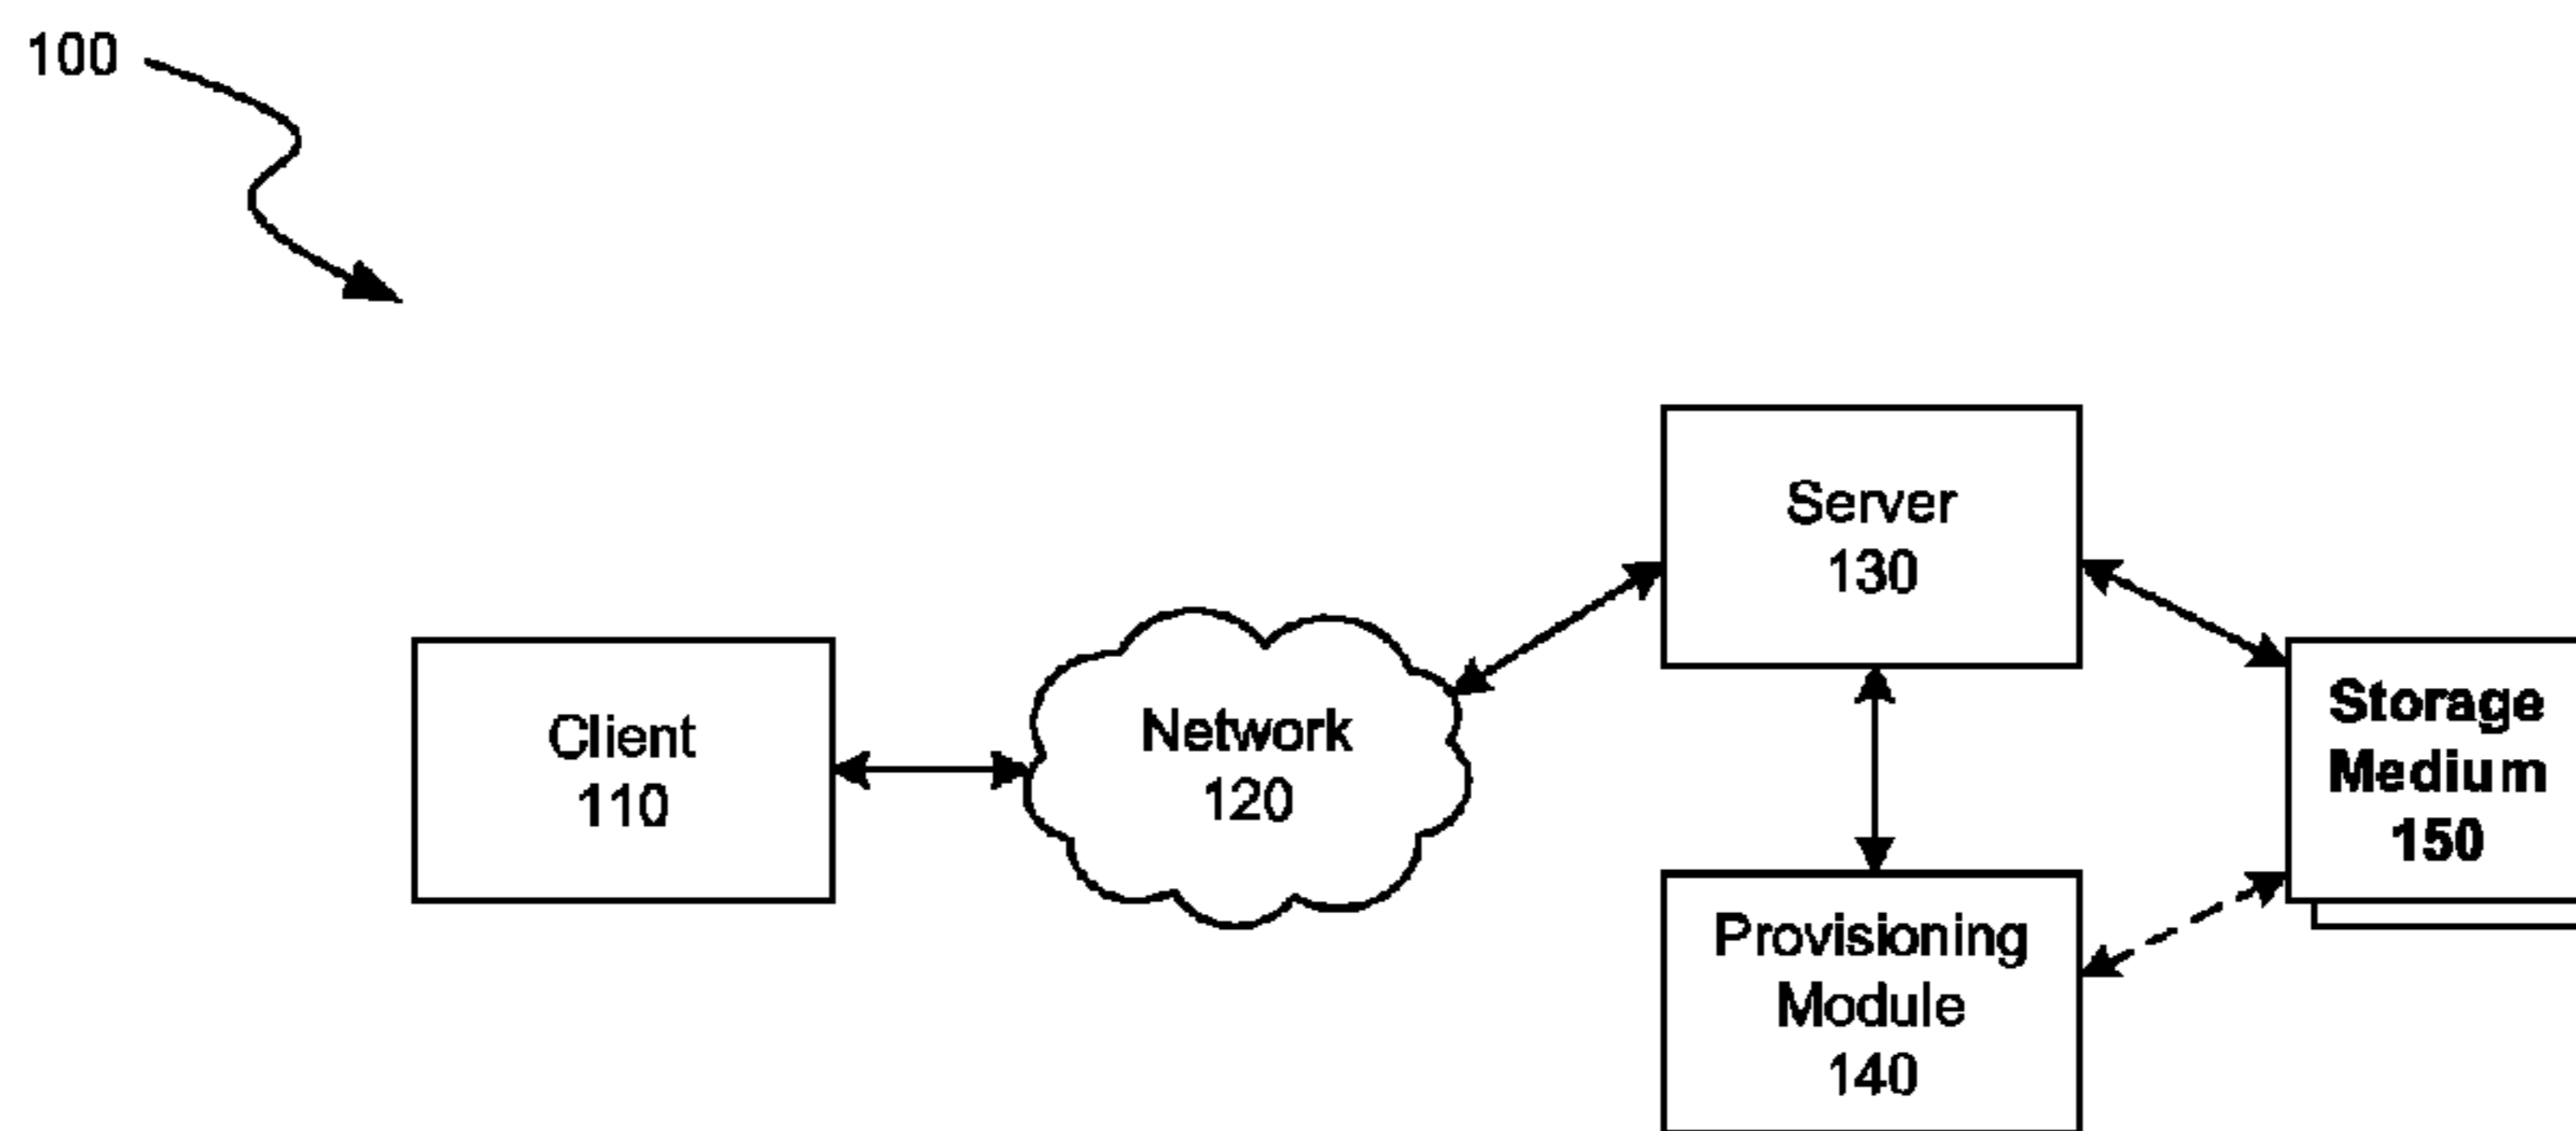 100
Server
130
Client
110
Network
120
Storage
Medium
150
Provisioning
Module
140